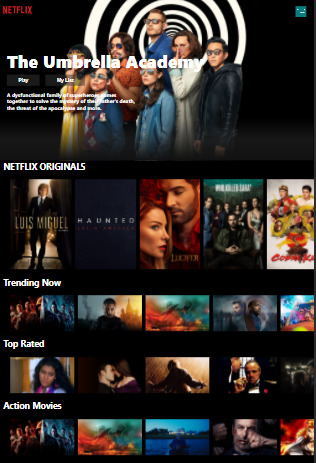 NETFLIX
The Umbrella Academy
Play
My List
A dysfunctional family of superheroes comes
together to solve the mystery of their father's death,
the threat of the apocalypse and more.
NETFLIX ORIGINALS
LUIS MIGUEL
HAUNTED
LATIN AMERICA
LUCIFER
WHO KILLED SARA?
COBRA KAI
Trending Now
Top Rated
Action Movies